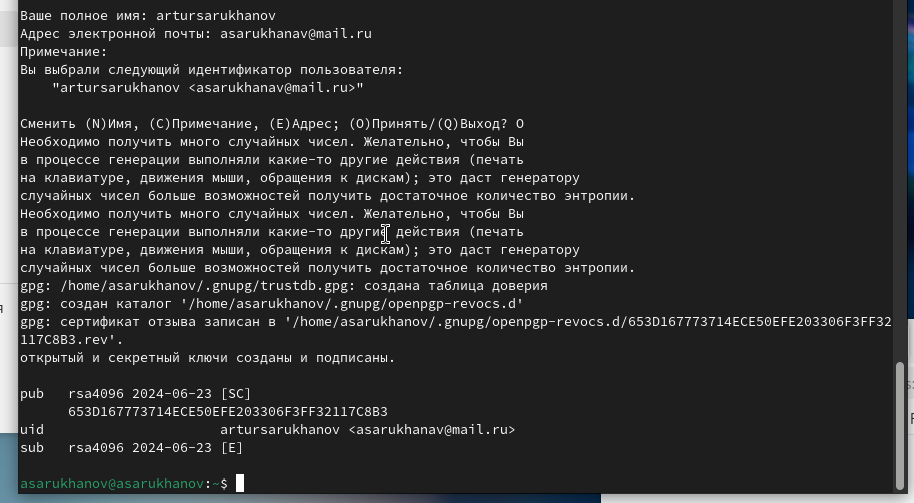 Ваше полное имя: artursarukhanov
Адрес электронной почты: asarukhanav@mail.ru
Примечание:
Вы выбрали следующий идентификатор пользователя:
    "artursarukhanov <asarukhanav@mail.ru>"

Сменить (N)Имя, (C)Примечание, (E)Адрес; (O)Принять/(Q)Выход? O
Необходимо получить много случайных чисел. Желательно, чтобы Вы
в процессе генерации выполняли какие-то другие действия (печать
на клавиатуре, движения мыши, обращения к дискам); это даст генератору
случайных чисел больше возможностей получить достаточное количество энтропии.
Необходимо получить много случайных чисел. Желательно, чтобы Вы
в процессе генерации выполняли какие-то другие действия (печать
на клавиатуре, движения мыши, обращения к дискам); это даст генератору
случайных чисел больше возможностей получить достаточное количество энтропии.
gpg: /home/asarukhanov/.gnupg/trustdb.gpg: создана таблица доверия
gpg: создан каталог '/home/asarukhanov/.gnupg/openpgp-revocs.d'
gpg: сертификат отзыва записан в '/home/asarukhanov/.gnupg/openpgp-revocs.d/653D167773714ECE50EFE203306F3FF32
117C8B3.rev'.
открытый и секретный ключи созданы и подписаны.

pub   rsa4096 2024-06-23 [SC]
      653D167773714ECE50EFE203306F3FF32117C8B3
uid                      artursarukhanov <asarukhanav@mail.ru>
sub   rsa4096 2024-06-23 [E]

asarukhanov@asarukhanov:~$